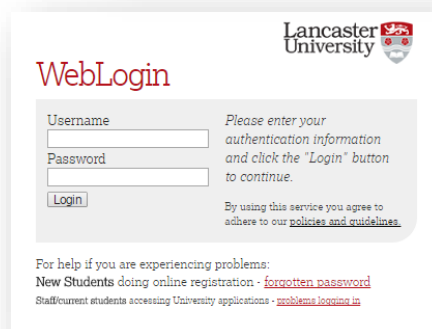 Lancaster
University
WebLogin
Username
Password
Login
Please enter your
authentication information
and click the "Login" button
to continue.
By using this service you agree to
adhere to our policies and guidelines.
For help if you are experiencing problems:
New Students doing online registration - forgotten password
Staff/current students accessing University applications - problems logging in